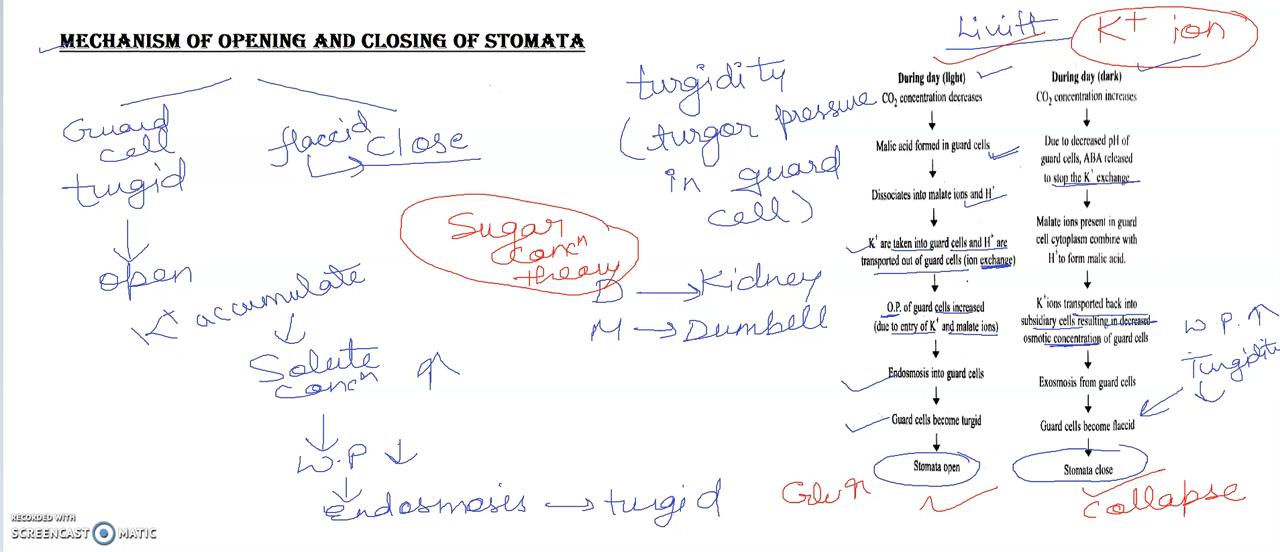 MECHANISM OF OPENING AND CLOSING OF STOMATA
Guard
cell
turgid
open
flaccid
Close
Sugar
concⁿ
theory
K⁺ accumulate
Solute
concⁿ ↑
W.P ↓
Endosmosis → turgid
turgidity
(turgor pressure
in guard
cell)
D → Kidney
M → Dumbell
K⁺ ion
During day (light)
CO₂ concentration decreases
Malic acid formed in guard cells
Dissociates into malate ions and H⁺
K⁺ are taken into guard cells and H⁺ are
transported out of guard cells (ion exchange)
O.P. of guard cells increased
(due to entry of K⁺ and malate ions)
Endosmosis into guard cells
Guard cells become turgid
Stomata open
During day (dark)
CO₂ concentration increases
Due to decreased pH of
guard cells, ABA released
to stop the K⁺ exchange
Malate ions present in guard
cell cytoplasm combine with
H⁺ to form malic acid.
K⁺ions transported back into
subsidiary cells resulting in decreased
osmotic concentration of guard cells
Exosmosis from guard cells
Guard cells become flaccid
Stomata close
W P. ↑
Turgidity
↓
collapse
RECORDED WITH
SCREENCAST MATIC